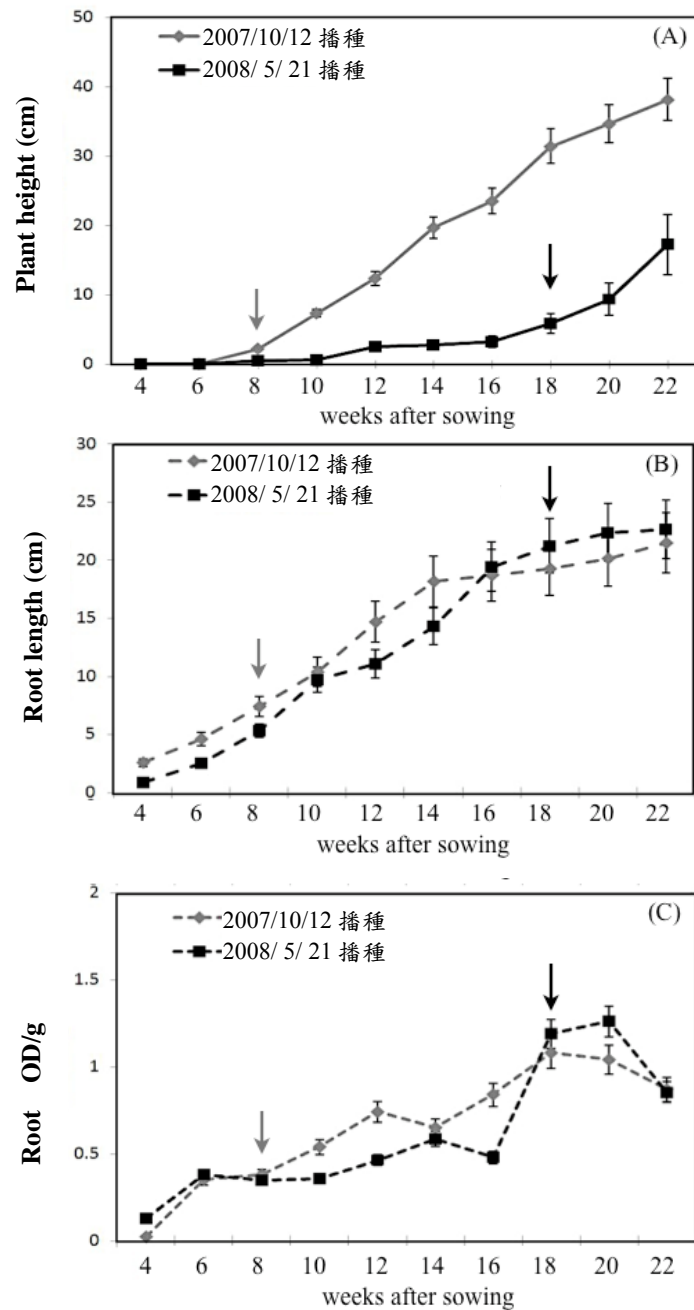 50
40
30
20
10
0
Plant height (cm)
2007/10/12 播種
2008/ 5/ 21 播種
(A)
4 6 8 10 12 14 16 18 20 22
weeks after sowing
30
25
20
15
10
5
0
Root length (cm)
2007/10/12 播種
2008/ 5/ 21 播種
(B)
4 6 8 10 12 14 16 18 20 22
weeks after sowing
2
1.5
1
0.5
0
Root OD/g
2007/10/12 播種
2008/ 5/ 21 播種
(C)
4 6 8 10 12 14 16 18 20 22
weeks after sowing